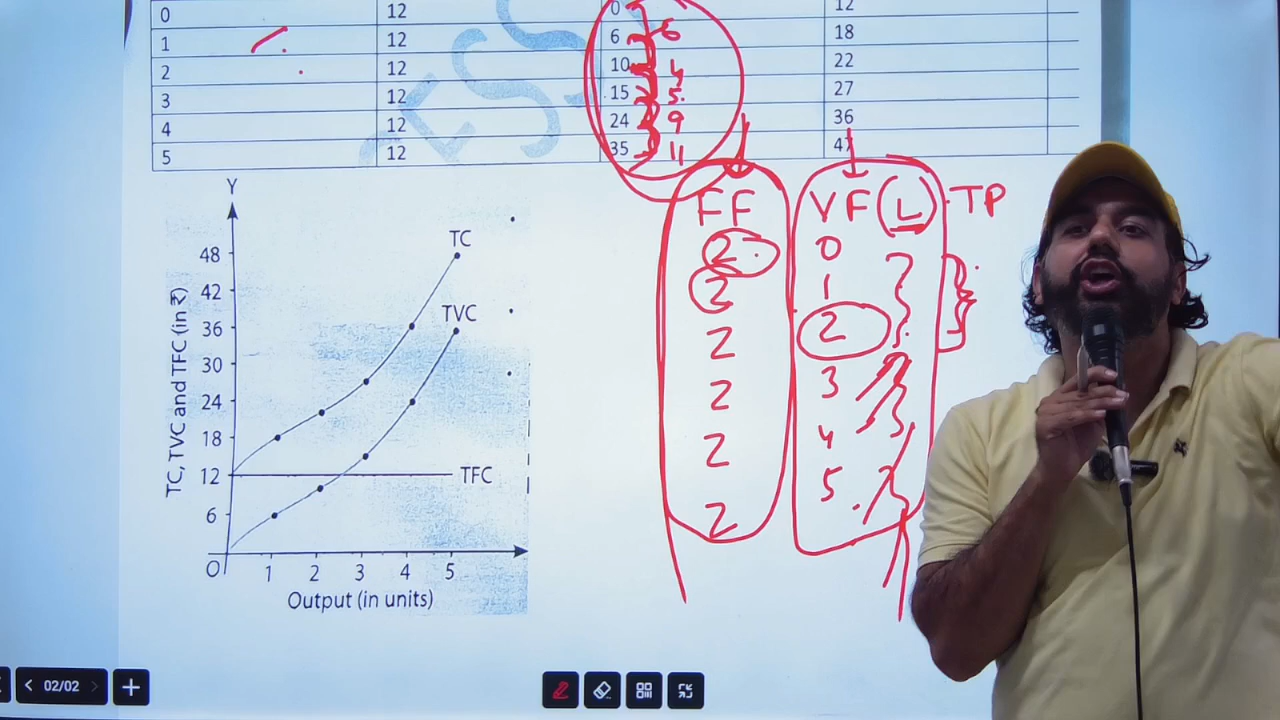 0 12 0 12
1 12 6 6 18
2 12 10 4 22
3 12 15 5 27
4 12 24 9 36
5 12 35 11 47
ESS
Y
TC, TVC and TFC (in ₹)
48
42
36
30
24
18
12
6
TC
TVC
TFC
O 1 2 3 4 5
Output (in units)
FF VF (L) TP
2 0
2 1
2 2
2 3
2 4
2 5
< 02/02 > +